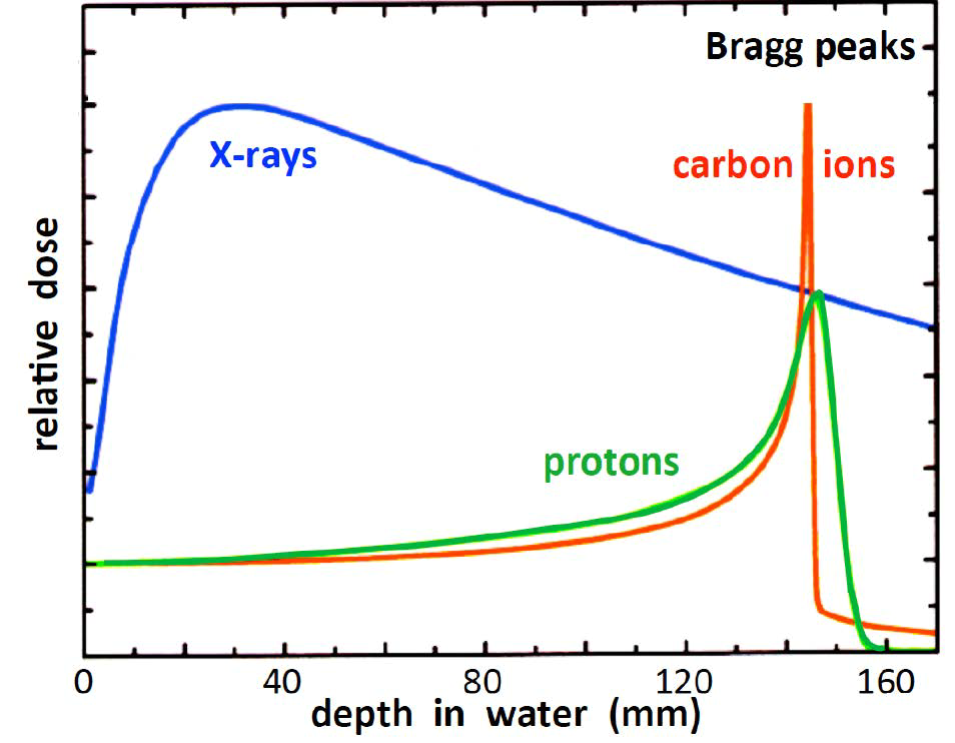 Bragg peaks
X-rays
carbon ions
relative dose
protons
0 40 80 120 160
depth in water (mm)